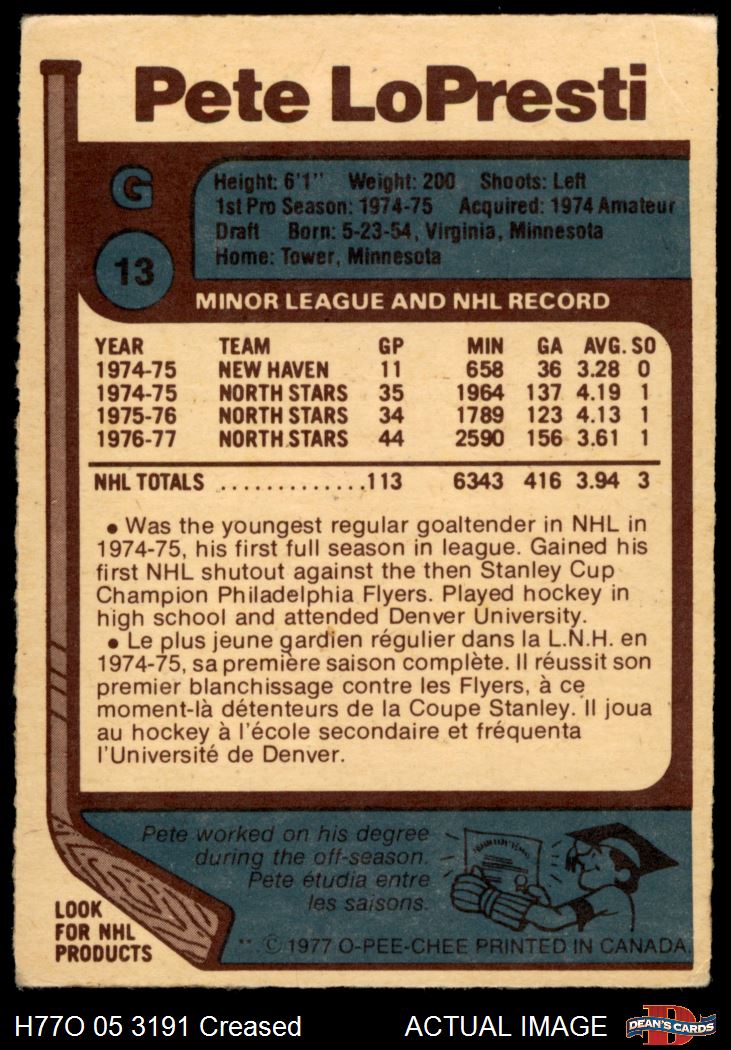 Pete LoPresti
G
Height: 6'1" Weight: 200 Shoots: Left
1st Pro Season: 1974-75 Acquired: 1974 Amateur
Draft Born: 5-23-54, Virginia, Minnesota
Home: Tower, Minnesota
13
MINOR LEAGUE AND NHL RECORD
YEAR TEAM GP MIN GA AVG. SO
1974-75 NEW HAVEN 11 658 36 3.28 0
1974-75 NORTH STARS 35 1964 137 4.19 1
1975-76 NORTH STARS 34 1789 123 4.13 1
1976-77 NORTH STARS 44 2590 156 3.61 1
NHL TOTALS .............113 6343 416 3.94 3
• Was the youngest regular goaltender in NHL in
1974-75, his first full season in league. Gained his
first NHL shutout against the then Stanley Cup
Champion Philadelphia Flyers. Played hockey in
high school and attended Denver University.
• Le plus jeune gardien régulier dans la L.N.H. en
1974-75, sa première saison complète. Il réussit son
premier blanchissage contre les Flyers, à ce
moment-là détenteurs de la Coupe Stanley. Il joua
au hockey à l'école secondaire et fréquenta
l'Université de Denver.
Pete worked on his degree
during the off-season.
Pete étudia entre
les saisons.
LOOK
FOR NHL
PRODUCTS
** © 1977 O-PEE-CHEE PRINTED IN CANADA.
H77O 05 3191 Creased ACTUAL IMAGE DEAN'S CARDS